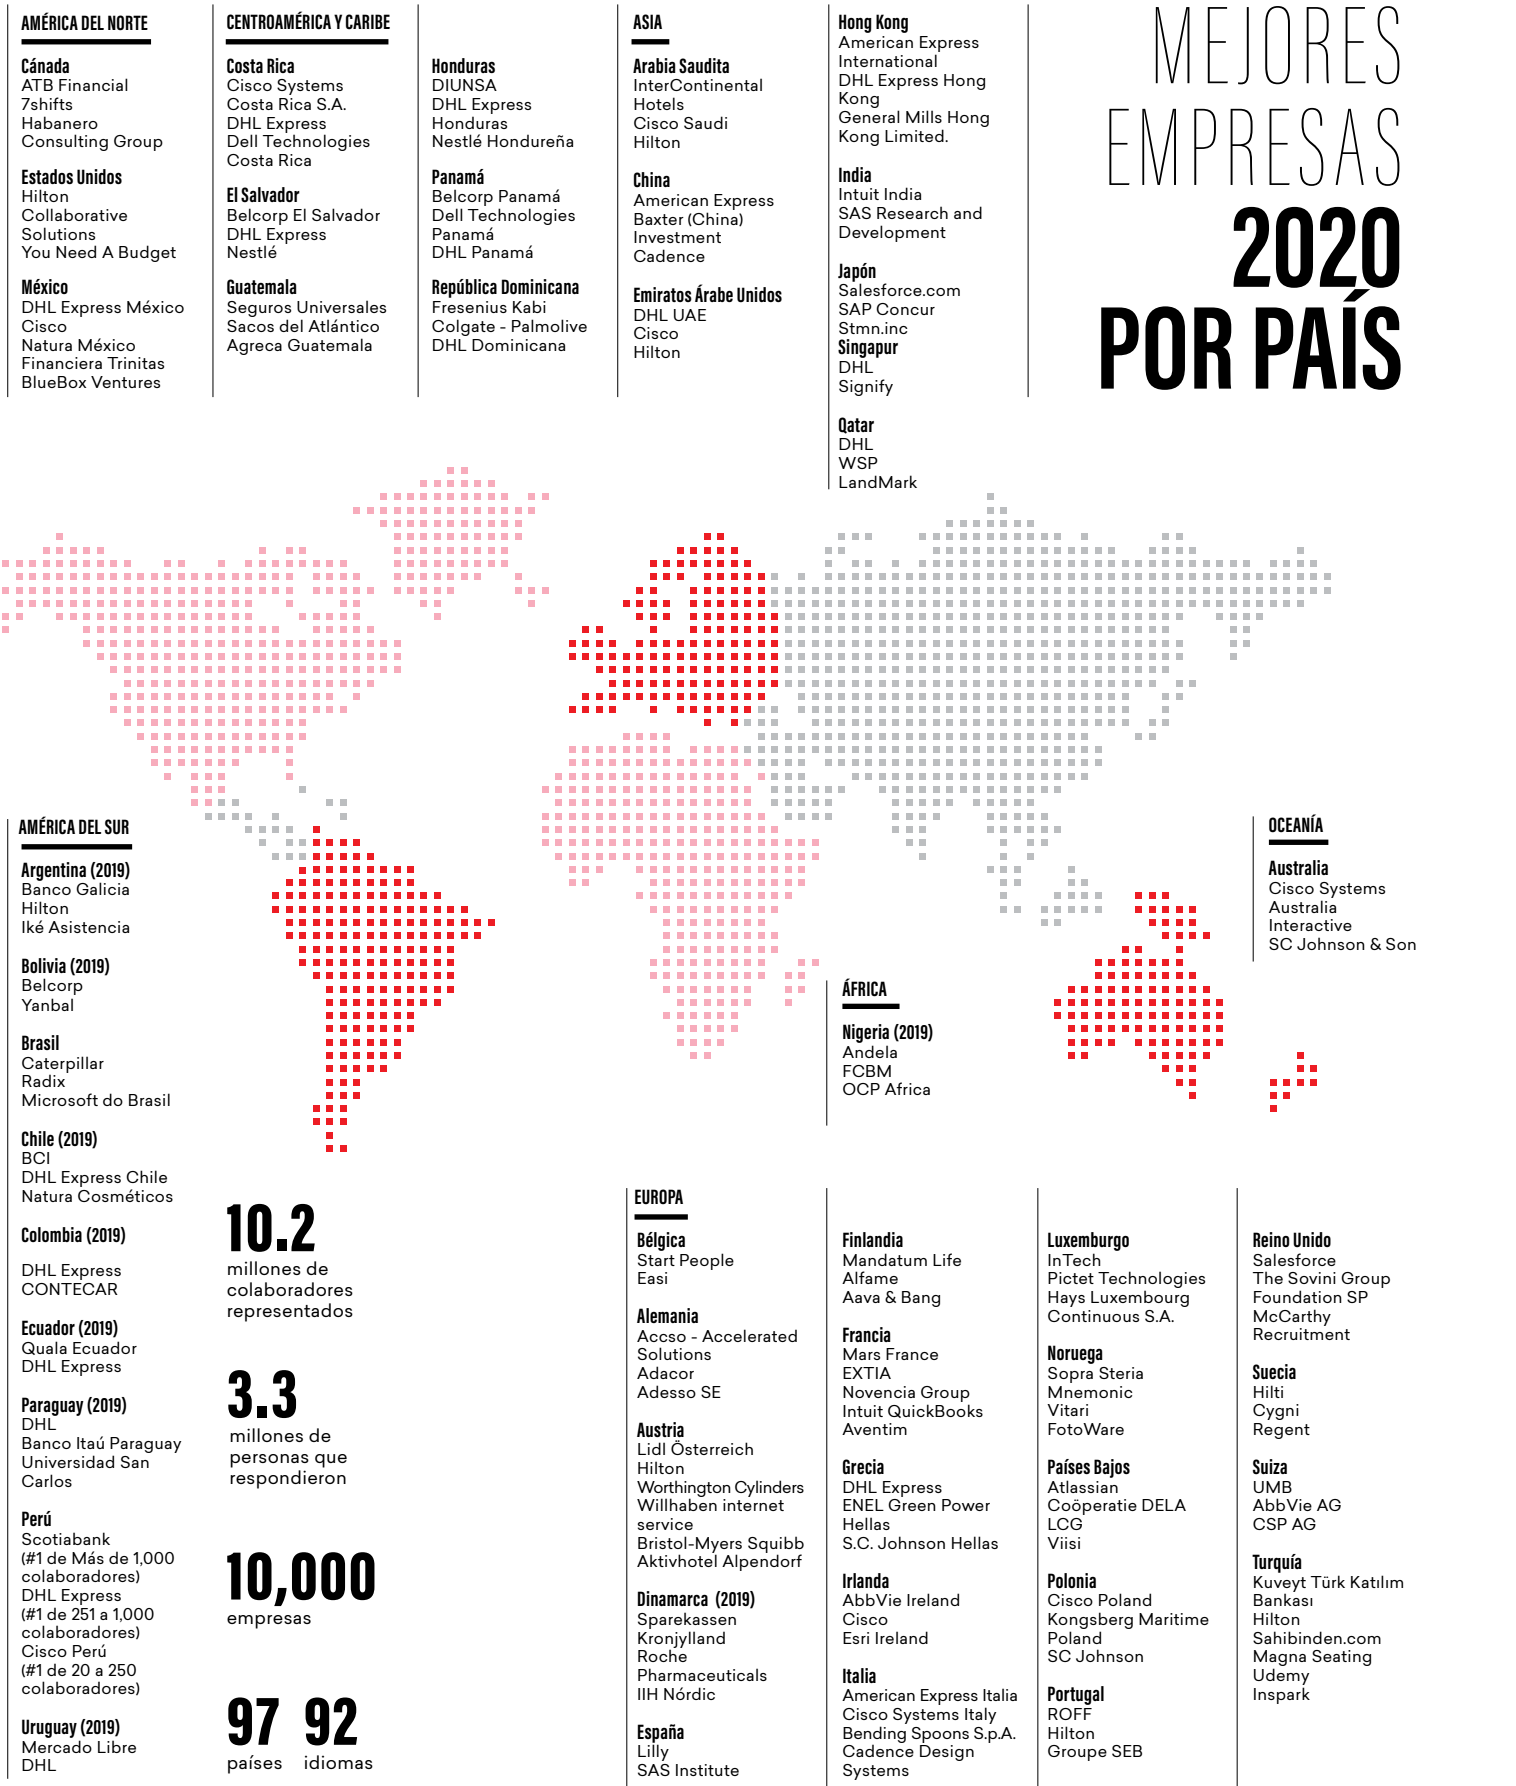 MEJORES
EMPRESAS
2020
POR PAÍS
AMÉRICA DEL NORTE
Cánada
ATB Financial
7shifts
Habanero
Consulting Group
Estados Unidos
Hilton
Collaborative
Solutions
You Need A Budget
México
DHL Express México
Cisco
Natura México
Financiera Trinitas
BlueBox Ventures
CENTROAMÉRICA Y CARIBE
Costa Rica
Cisco Systems
Costa Rica S.A.
DHL Express
Dell Technologies
Costa Rica
El Salvador
Belcorp El Salvador
DHL Express
Nestlé
Guatemala
Seguros Universales
Sacos del Atlántico
Agreca Guatemala
Honduras
DIUNSA
DHL Express
Honduras
Nestlé Hondureña
Panamá
Belcorp Panamá
Dell Technologies
Panamá
DHL Panamá
República Dominicana
Fresenius Kabi
Colgate - Palmolive
DHL Dominicana
ASIA
Arabia Saudita
InterContinental
Hotels
Cisco Saudi
Hilton
China
American Express
Baxter (China)
Investment
Cadence
Emiratos Árabe Unidos
DHL UAE
Cisco
Hilton
Hong Kong
American Express
International
DHL Express Hong
Kong
General Mills Hong
Kong Limited.
India
Intuit India
SAS Research and
Development
Japón
Salesforce.com
SAP Concur
Stmn.inc
Singapur
DHL
Signify
Qatar
DHL
WSP
LandMark
AMÉRICA DEL SUR
Argentina (2019)
Banco Galicia
Hilton
Iké Asistencia
Bolivia (2019)
Belcorp
Yanbal
Brasil
Caterpillar
Radix
Microsoft do Brasil
Chile (2019)
BCI
DHL Express Chile
Natura Cosméticos
Colombia (2019)
DHL Express
CONTECAR
Ecuador (2019)
Quala Ecuador
DHL Express
Paraguay (2019)
DHL
Banco Itaú Paraguay
Universidad San
Carlos
Perú
Scotiabank
(#1 de Más de 1,000
colaboradores)
DHL Express
(#1 de 251 a 1,000
colaboradores)
Cisco Perú
(#1 de 20 a 250
colaboradores)
Uruguay (2019)
Mercado Libre
DHL
10.2
millones de
colaboradores
representados
3.3
millones de
personas que
respondieron
10,000
empresas
97
países
92
idiomas
OCEANÍA
Australia
Cisco Systems
Australia
Interactive
SC Johnson & Son
ÁFRICA
Nigeria (2019)
Andela
FCBM
OCP Africa
EUROPA
Bélgica
Start People
Easi
Alemania
Accso - Accelerated
Solutions
Adacor
Adesso SE
Austria
Lidl Österreich
Hilton
Worthington Cylinders
Willhaben internet
service
Bristol-Myers Squibb
Aktivhotel Alpendorf
Dinamarca (2019)
Sparekassen
Kronjylland
Roche
Pharmaceuticals
IIH Nórdic
España
Lilly
SAS Institute
Finlandia
Mandatum Life
Alfame
Aava & Bang
Francia
Mars France
EXTIA
Novencia Group
Intuit QuickBooks
Aventim
Grecia
DHL Express
ENEL Green Power
Hellas
S.C. Johnson Hellas
Irlanda
AbbVie Ireland
Cisco
Esri Ireland
Italia
American Express Italia
Cisco Systems Italy
Bending Spoons S.p.A.
Cadence Design
Systems
Luxemburgo
InTech
Pictet Technologies
Hays Luxembourg
Continuous S.A.
Noruega
Sopra Steria
Mnemonic
Vitari
FotoWare
Países Bajos
Atlassian
Coöperatie DELA
LCG
Viisi
Polonia
Cisco Poland
Kongsberg Maritime
Poland
SC Johnson
Portugal
ROFF
Hilton
Groupe SEB
Reino Unido
Salesforce
The Sovini Group
Foundation SP
McCarthy
Recruitment
Suecia
Hilti
Cygni
Regent
Suiza
UMB
AbbVie AG
CSP AG
Turquía
Kuveyt Türk Katılım
Bankası
Hilton
Sahibinden.com
Magna Seating
Udemy
Inspark